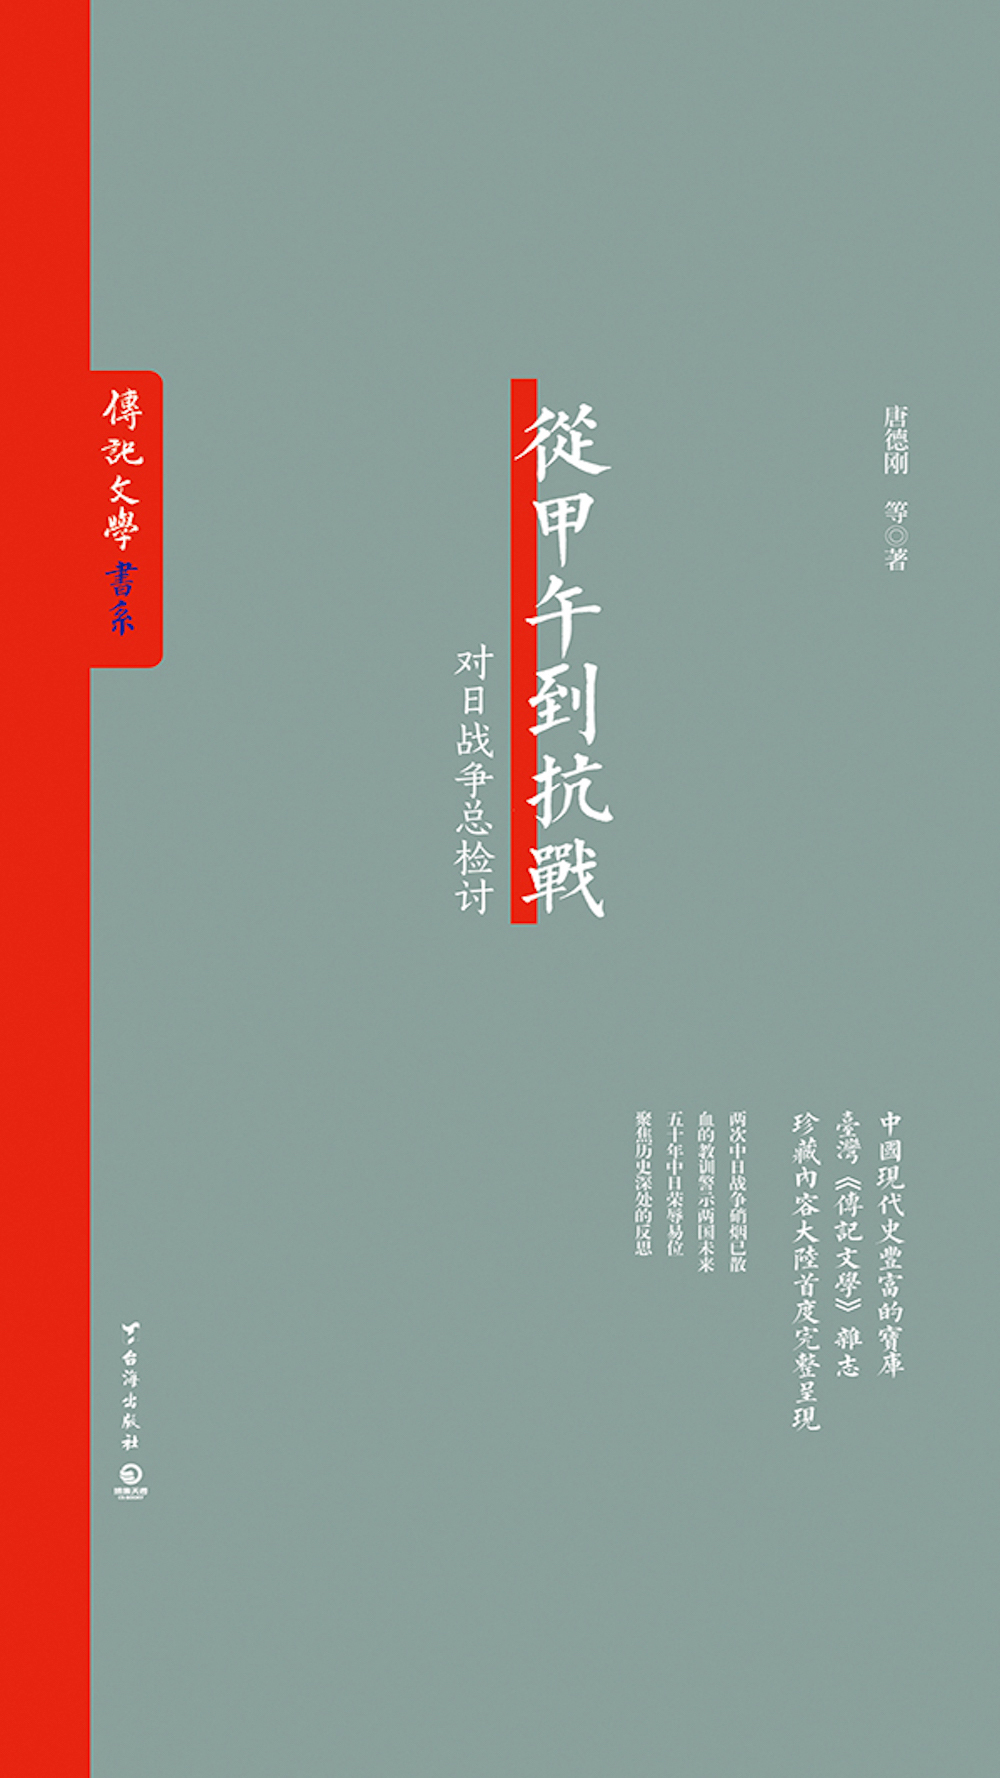 唐德刚 等◎著
從甲午到抗戰
对日战争总检讨
中國現代史豐富的寶庫
臺灣《傳記文學》雜志
珍藏內容大陸首度完整呈現
两次中日战争硝烟已散
血的教训警示两国未来
五十年中日荣辱易位
聚焦历史深处的反思
傳記文學書系
台海出版社